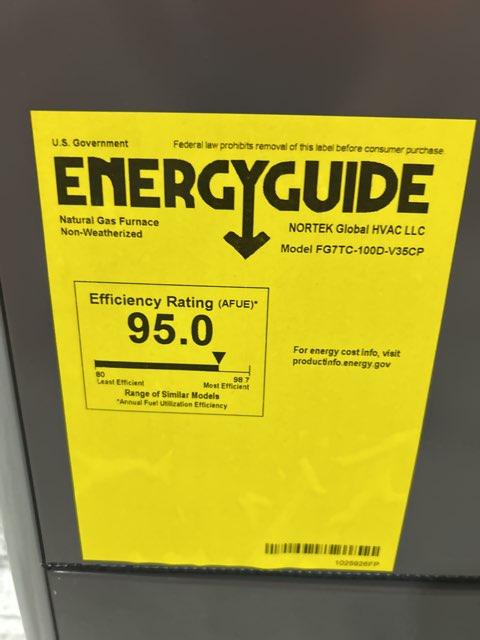 U.S. Government
Federal law prohibits removal of this label before consumer purchase.
ENERGYGUIDE
Natural Gas Furnace
Non-Weatherized
NORTEK Global HVAC LLC
Model FG7TC-100D-V35CP
Efficiency Rating (AFUE)*
95.0
80
98.7
Least Efficient
Most Efficient
Range of Similar Models
*Annual Fuel Utilization Efficiency
For energy cost info, visit
productinfo.energy.gov
1028926FP